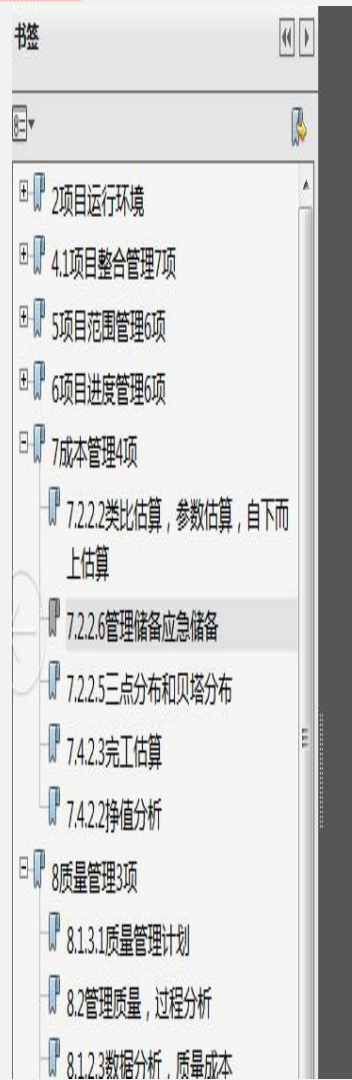 书签
2项目运行环境
4.1项目整合管理7项
5项目范围管理6项
6项目进度管理6项
7成本管理4项
7.2.2.2类比估算，参数估算，自下而
上估算
7.2.2.6管理储备应急储备
7.2.2.5三点分布和贝塔分布
7.4.2.3完工估算
7.4.2.2挣值分析
8质量管理3项
8.1.3.1质量管理计划
8.2管理质量，过程分析
8.1.2.3数据分析，质量成本